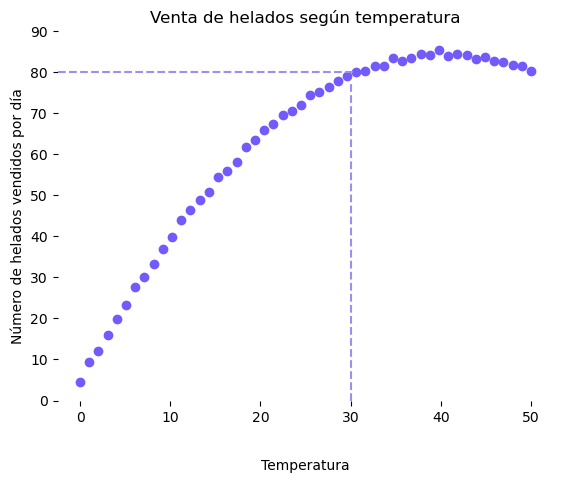 Venta de helados según temperatura
Número de helados vendidos por día
90
80
70
60
50
40
30
20
10
0
0 10 20 30 40 50
Temperatura